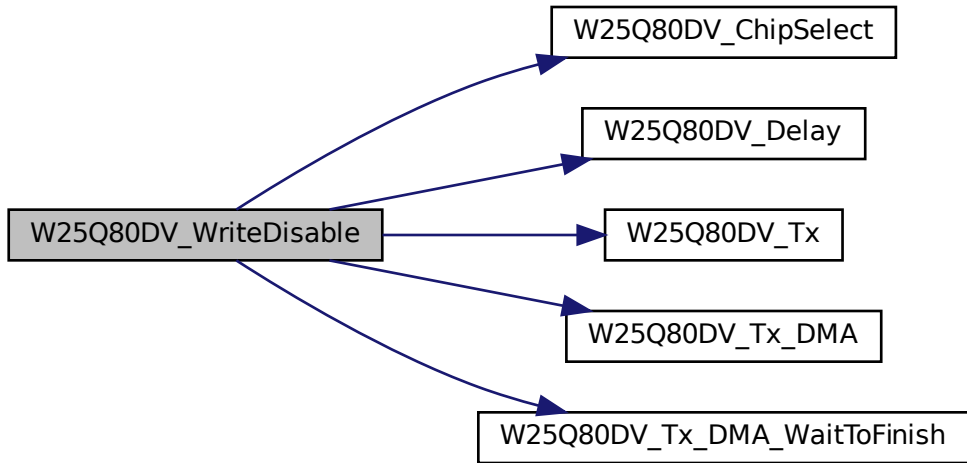 W25Q80DV_ChipSelect
W25Q80DV_Delay
W25Q80DV_WriteDisable
W25Q80DV_Tx
W25Q80DV_Tx_DMA
W25Q80DV_Tx_DMA_WaitToFinish